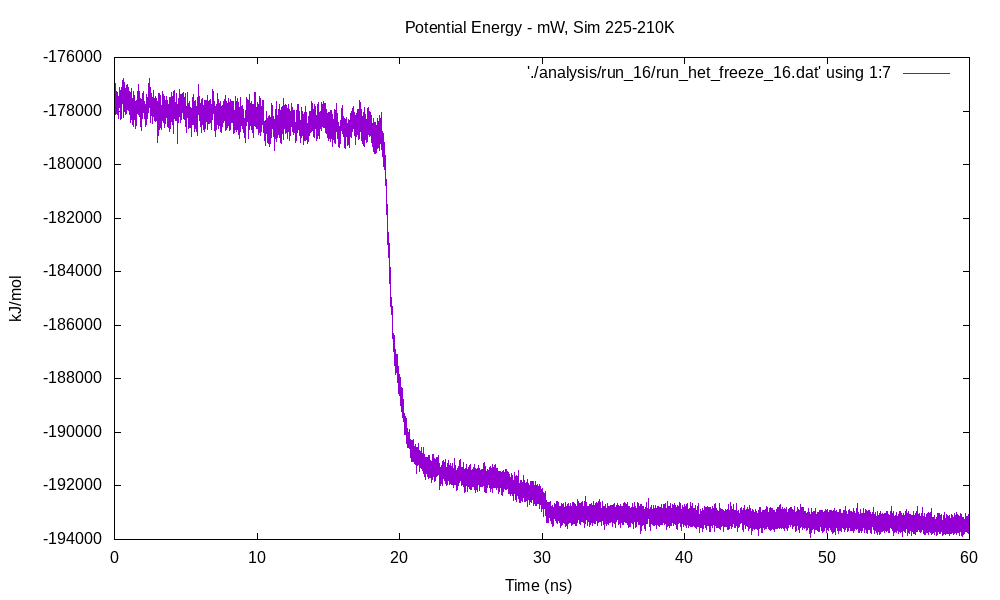 Potential Energy - mW, Sim 225-210K
'./analysis/run_16/run_het_freeze_16.dat' using 1:7
-176000
-178000
-180000
-182000
-184000
-186000
-188000
-190000
-192000
-194000
kJ/mol
0 10 20 30 40 50 60
Time (ns)